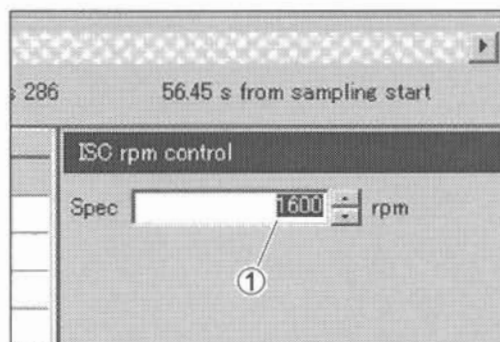 s 286 56.45 s from sampling start
ISC rpm control
Spec 1600 rpm
①